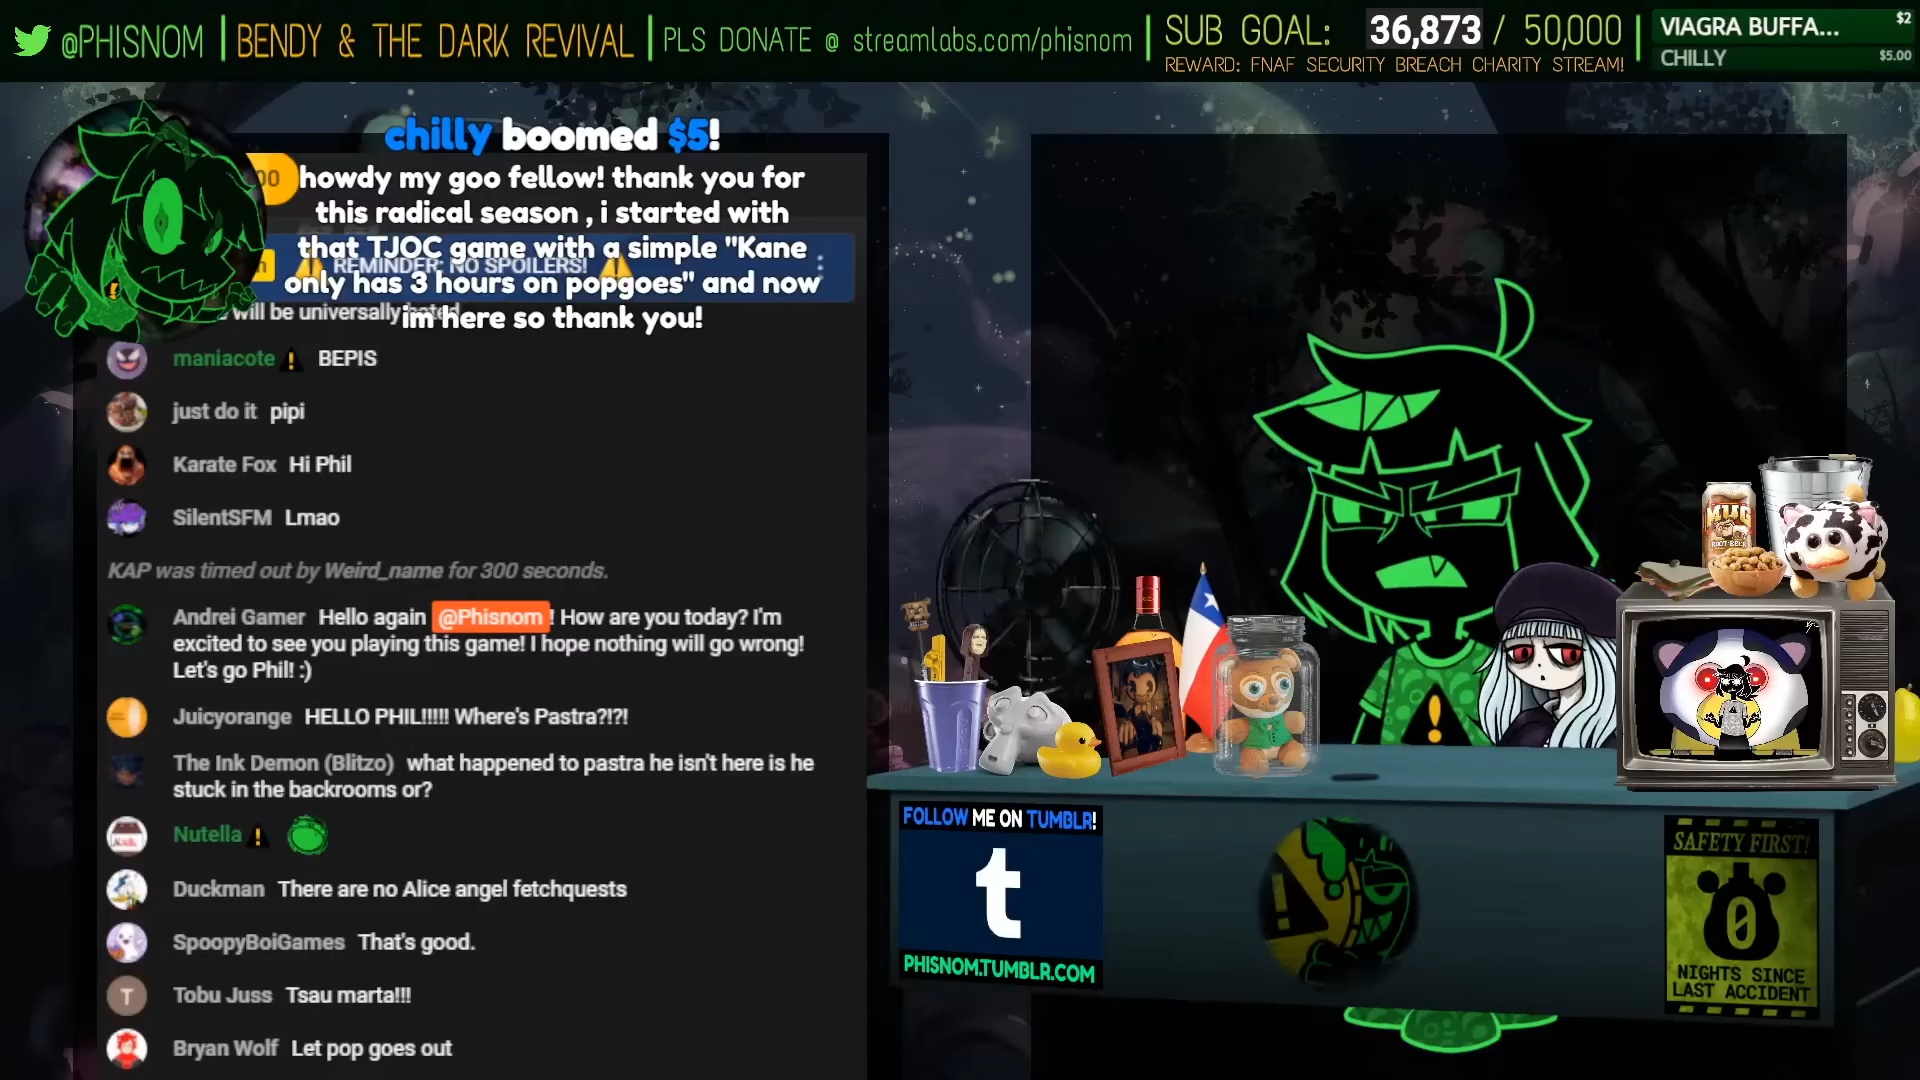 @PHISNOM | BENDY & THE DARK REVIVAL | PLS DONATE @ streamlabs.com/phisnom | SUB GOAL: 36,873 / 50,000
REWARD: FNAF SECURITY BREACH CHARITY STREAM!
VIAGRA BUFFA... $2
CHILLY $5.00
chilly boomed $5!
howdy my goo fellow! thank you for
this radical season , i started with
that TJOC game with a simple "Kane
only has 3 hours on popgoes" and now
im here so thank you!
REMINDER: NO SPOILERS!
will be universally hated
maniacote BEPIS
just do it pipi
Karate Fox Hi Phil
SilentSFM Lmao
KAP was timed out by Weird_name for 300 seconds.
Andrei Gamer Hello again @Phisnom! How are you today? I'm
excited to see you playing this game! I hope nothing will go wrong!
Let's go Phil! :)
Juicyorange HELLO PHIL!!!!! Where's Pastra?!?!
The Ink Demon (Blitzo) what happened to pastra he isn't here is he
stuck in the backrooms or?
Nutella
Duckman There are no Alice angel fetchquests
SpoopyBoiGames That's good.
T
Tobu Juss Tsau marta!!!
Bryan Wolf Let pop goes out
MUG
ROOT BEER
FOLLOW ME ON TUMBLR!
t
PHISNOM.TUMBLR.COM
SAFETY FIRST!
0
NIGHTS SINCE
LAST ACCIDENT